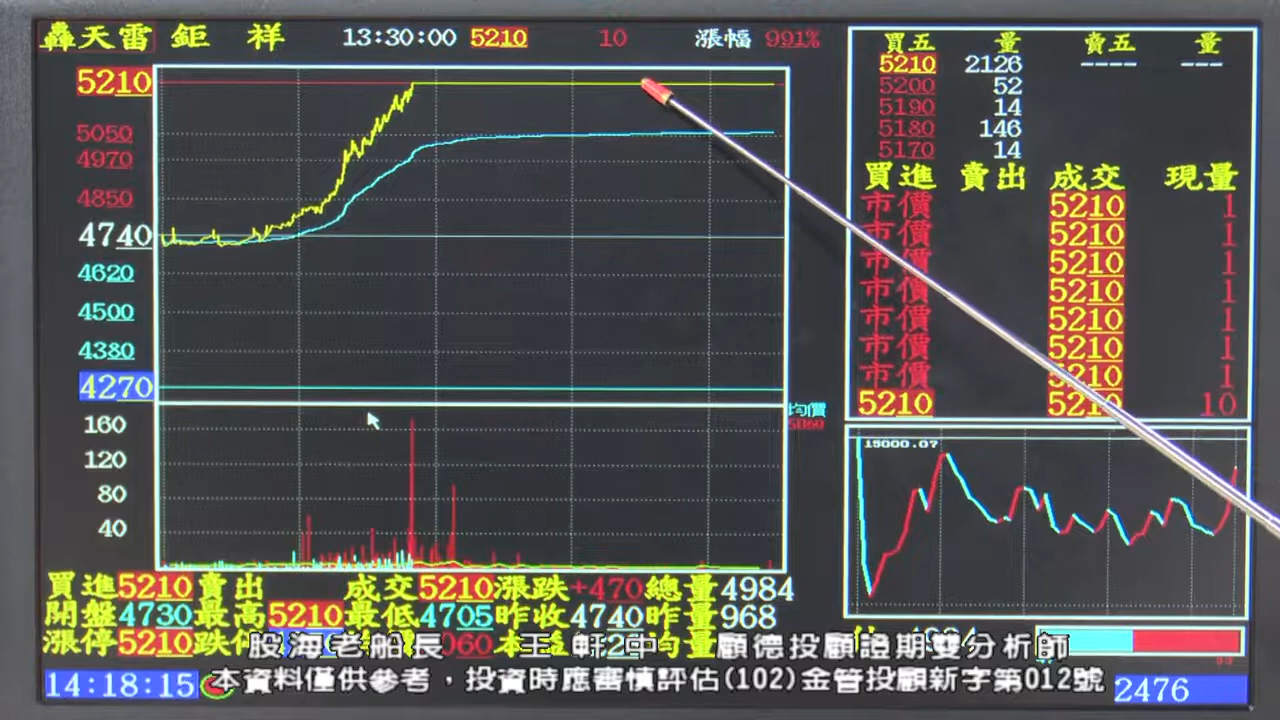 轟天雷 鉅祥 13:30:00 5210 10 漲幅 991%
5210
5050
4970
4850
4740
4620
4500
4380
4270
160
120
80
40
均價
5060
買五 量 賣五 量
5210 2126 ---- ---
5200 52
5190 14
5180 146
5170 14
買進 賣出 成交 現量
市價 5210 1
市價 5210 1
市價 5210 1
市價 5210 1
市價 5210 1
市價 5210 1
市價 5210 1
5210 5210 10
15000.07
買進5210賣出 成交5210漲跌+470總量4984
開盤4730最高5210最低4705昨收4740昨量968
漲停5210跌
股海老船長 王軒中 顧德投顧證期雙分析師
14:18:15
本資料僅供參考，投資時應審慎評估(102)金管投顧新字第012號
2476